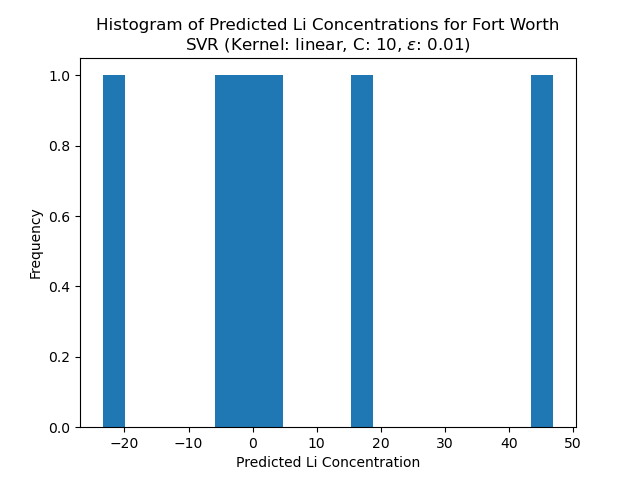 Histogram of Predicted Li Concentrations for Fort Worth
SVR (Kernel: linear, C: 10, ε: 0.01)
Frequency
1.0
0.8
0.6
0.4
0.2
0.0
−20 −10 0 10 20 30 40 50
Predicted Li Concentration